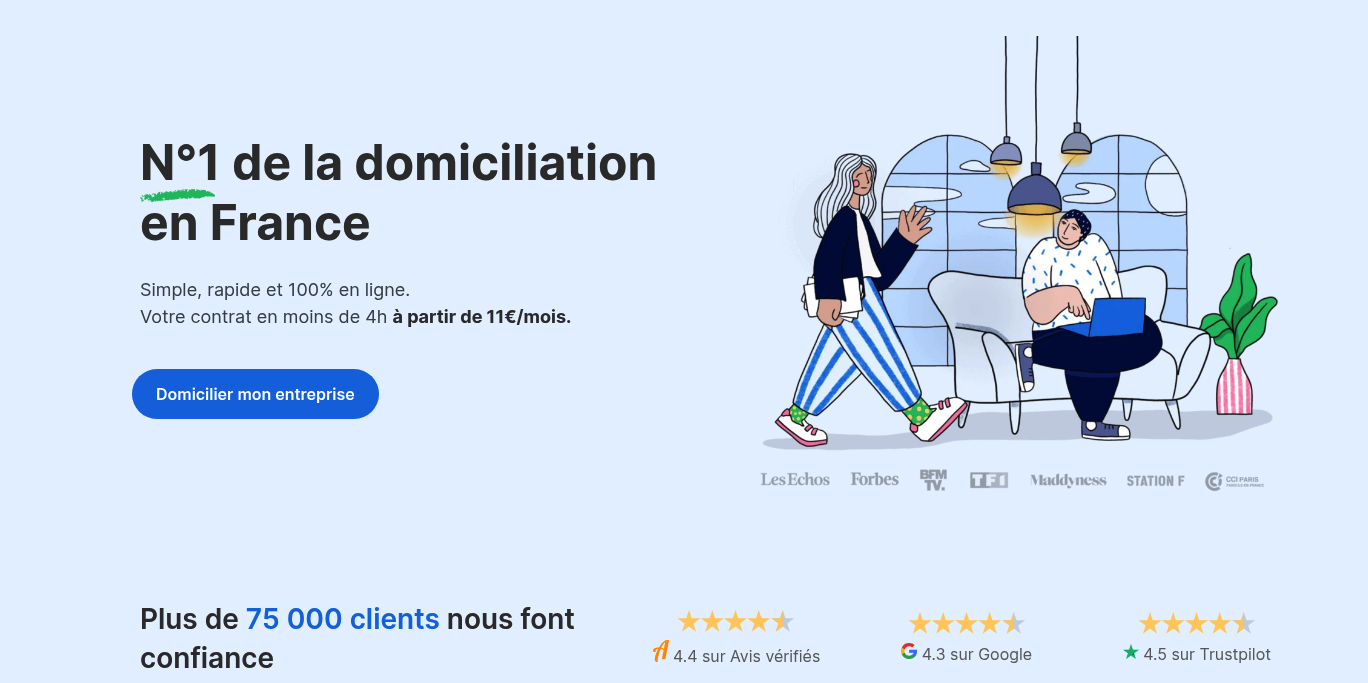 N°1 de la domiciliation
en France
Simple, rapide et 100% en ligne.
Votre contrat en moins de 4h à partir de 11€/mois.
Domicilier mon entreprise
Les Echos Forbes BFM TV. TF1 Maddyness STATION F CCI PARIS
Plus de 75 000 clients nous font
confiance
4.4 sur Avis vérifiés
4.3 sur Google
4.5 sur Trustpilot